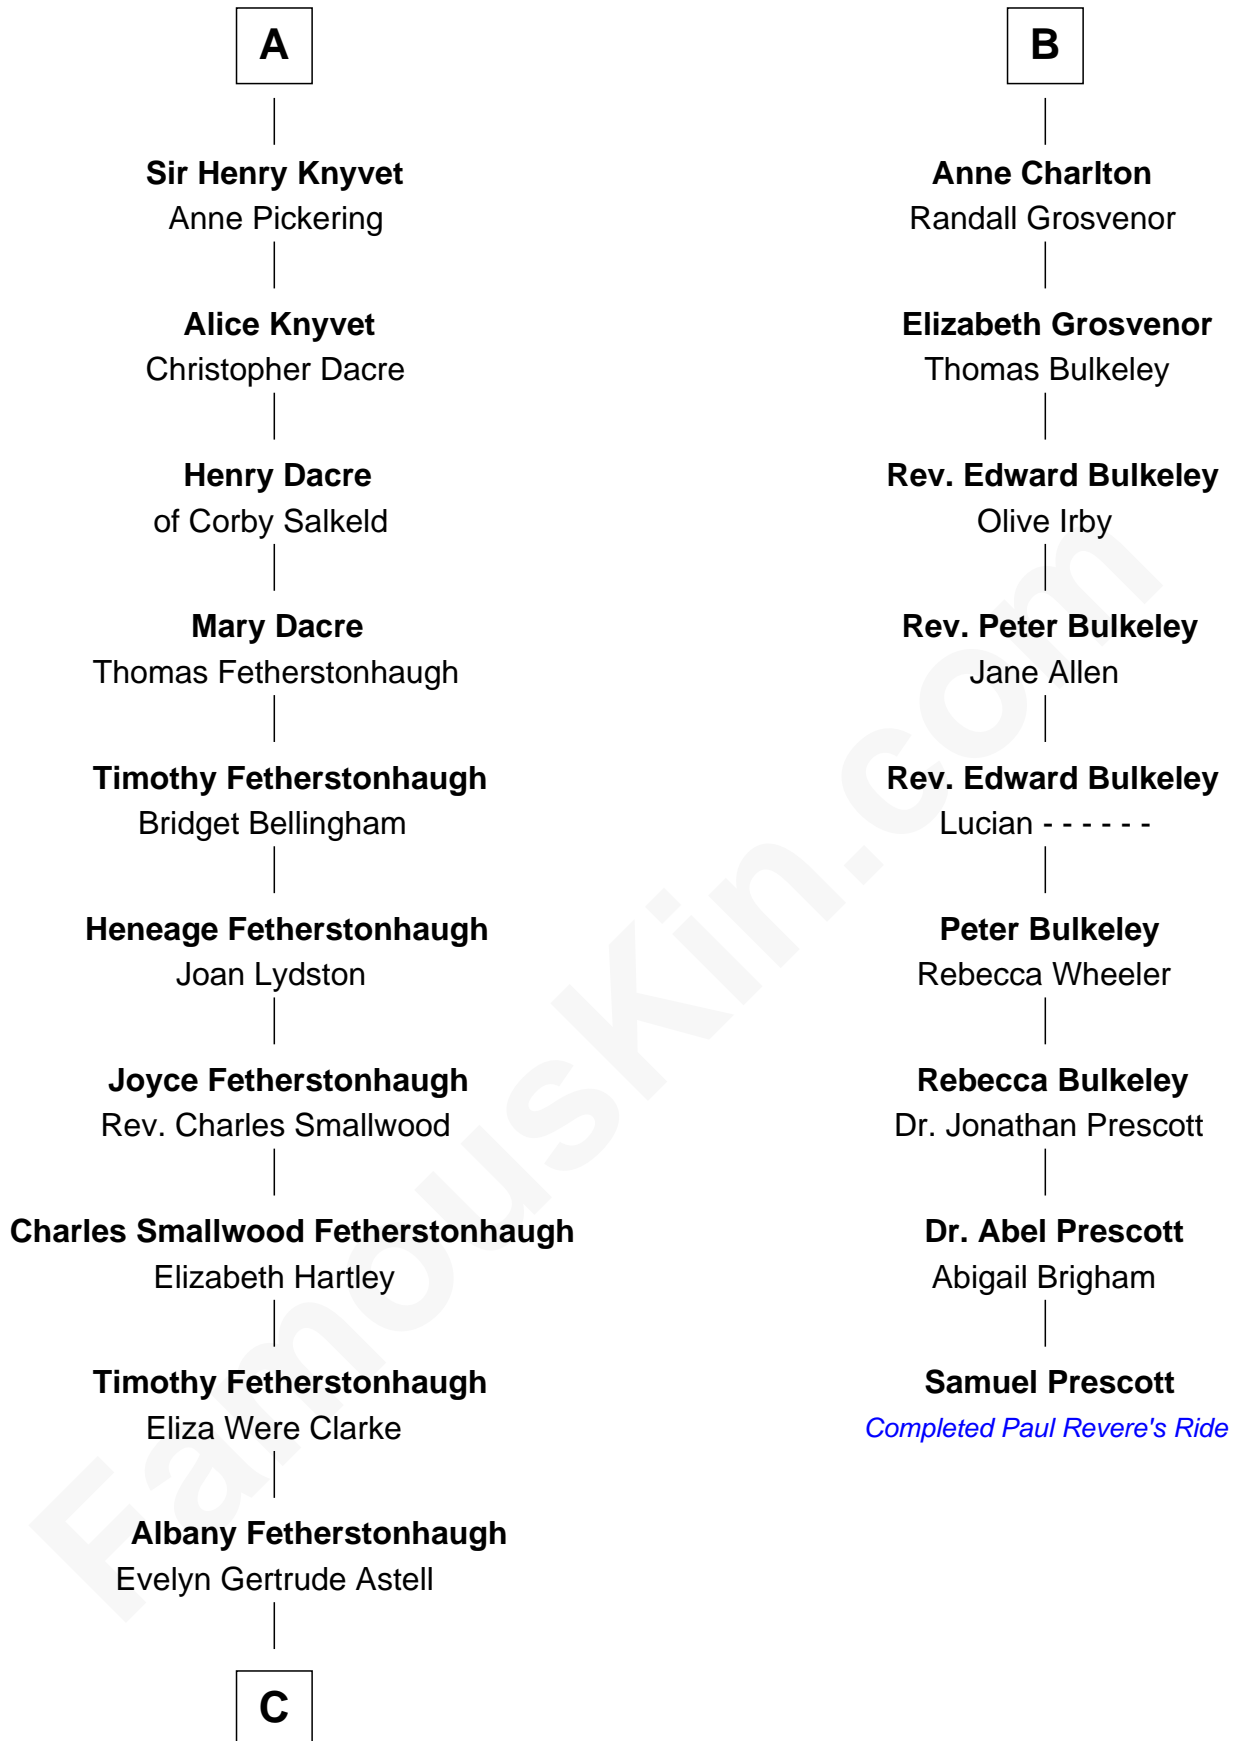 A
Sir Henry Knyvet
Anne Pickering
Alice Knyvet
Christopher Dacre
Henry Dacre
of Corby Salkeld
Mary Dacre
Thomas Fetherstonhaugh
Timothy Fetherstonhaugh
Bridget Bellingham
Heneage Fetherstonhaugh
Joan Lydston
Joyce Fetherstonhaugh
Rev. Charles Smallwood
Charles Smallwood Fetherstonhaugh
Elizabeth Hartley
Timothy Fetherstonhaugh
Eliza Were Clarke
Albany Fetherstonhaugh
Evelyn Gertrude Astell
C
B
Anne Charlton
Randall Grosvenor
Elizabeth Grosvenor
Thomas Bulkeley
Rev. Edward Bulkeley
Olive Irby
Rev. Peter Bulkeley
Jane Allen
Rev. Edward Bulkeley
Lucian - - - - - -
Peter Bulkeley
Rebecca Wheeler
Rebecca Bulkeley
Dr. Jonathan Prescott
Dr. Abel Prescott
Abigail Brigham
Samuel Prescott
Completed Paul Revere's Ride
FamousKin.com